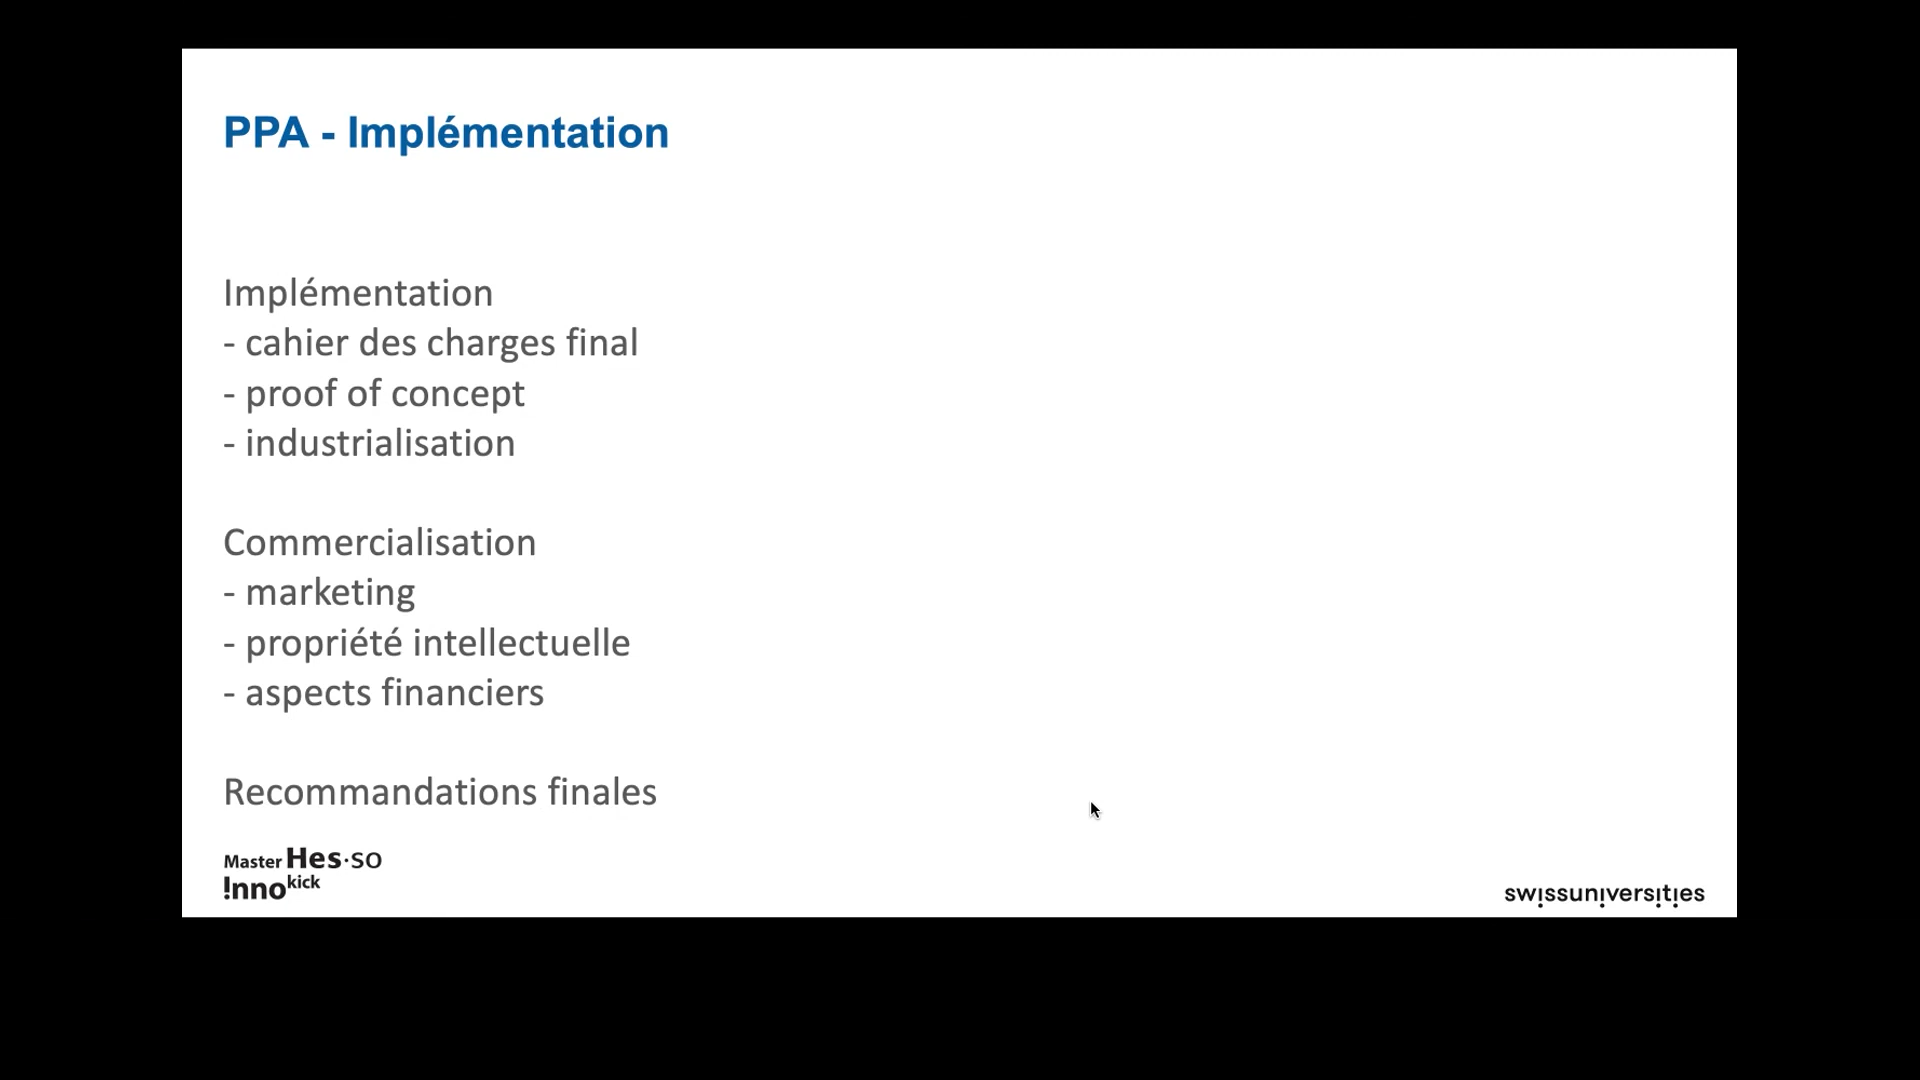 PPA - Implémentation
Implémentation
- cahier des charges final
- proof of concept
- industrialisation
Commercialisation
- marketing
- propriété intellectuelle
- aspects financiers
Recommandations finales
Master Hes·so
!nnokick
swissuniversities